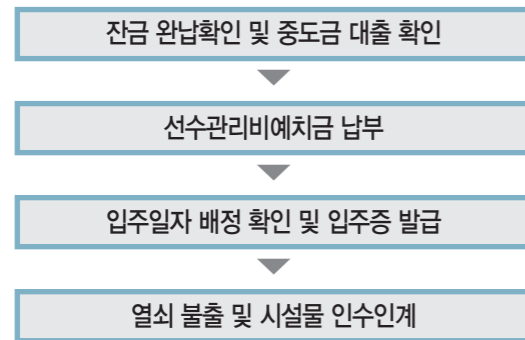 잔금 완납확인 및 중도금 대출 확인
선수관리비예치금 납부
입주일자 배정 확인 및 입주증 발급
열쇠 불출 및 시설물 인수인계